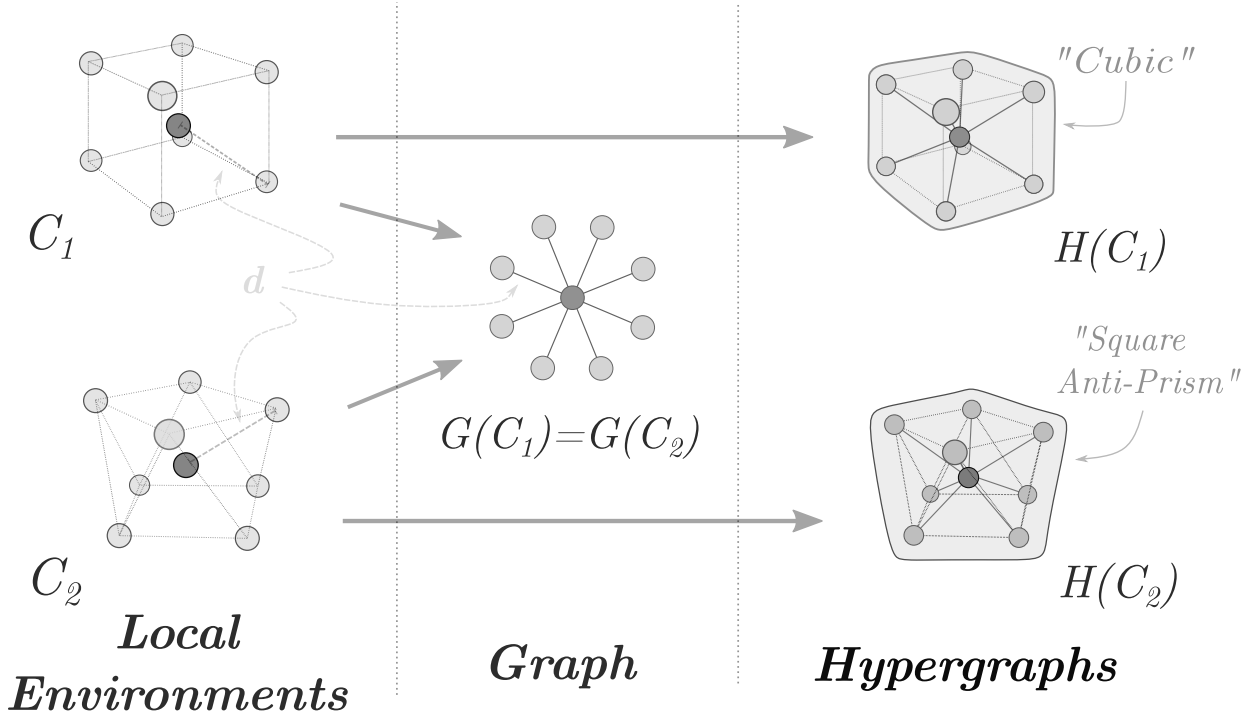 "Cubic"
C₁
H(C₁)
d
"Square
Anti-Prism"
G(C₁)=G(C₂)
C₂
H(C₂)
Local
Environments
Graph
Hypergraphs